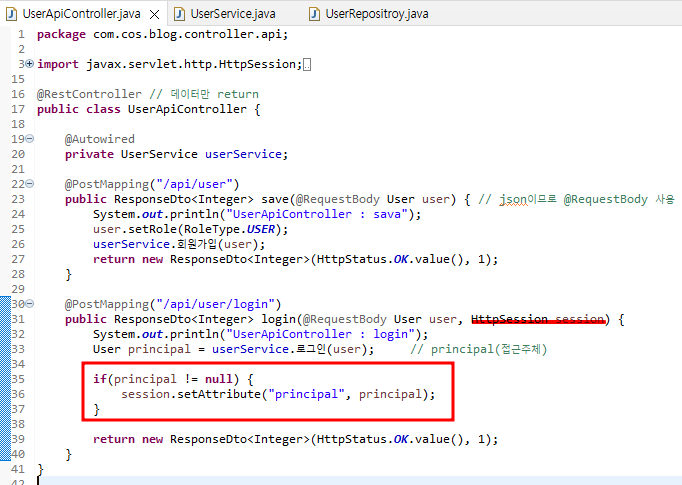 UserApiController.java UserService.java UserRepositroy.java
1 package com.cos.blog.controller.api;
2
3 import javax.servlet.http.HttpSession;
15
16 @RestController // 데이터만 return
17 public class UserApiController {
18
19 @Autowired
20 private UserService userService;
21
22 @PostMapping("/api/user")
23 public ResponseDto<Integer> save(@RequestBody User user) { // json이므로 @RequestBody 사용
24 System.out.println("UserApiController : sava");
25 user.setRole(RoleType.USER);
26 userService.회원가입(user);
27 return new ResponseDto<Integer>(HttpStatus.OK.value(), 1);
28 }
29
30 @PostMapping("/api/user/login")
31 public ResponseDto<Integer> login(@RequestBody User user, HttpSession session) {
32 System.out.println("UserApiController : login");
33 User principal = userService.로그인(user); // principal(접근주체)
34
35 if(principal != null) {
36 session.setAttribute("principal", principal);
37 }
38
39 return new ResponseDto<Integer>(HttpStatus.OK.value(), 1);
40 }
41 }
42